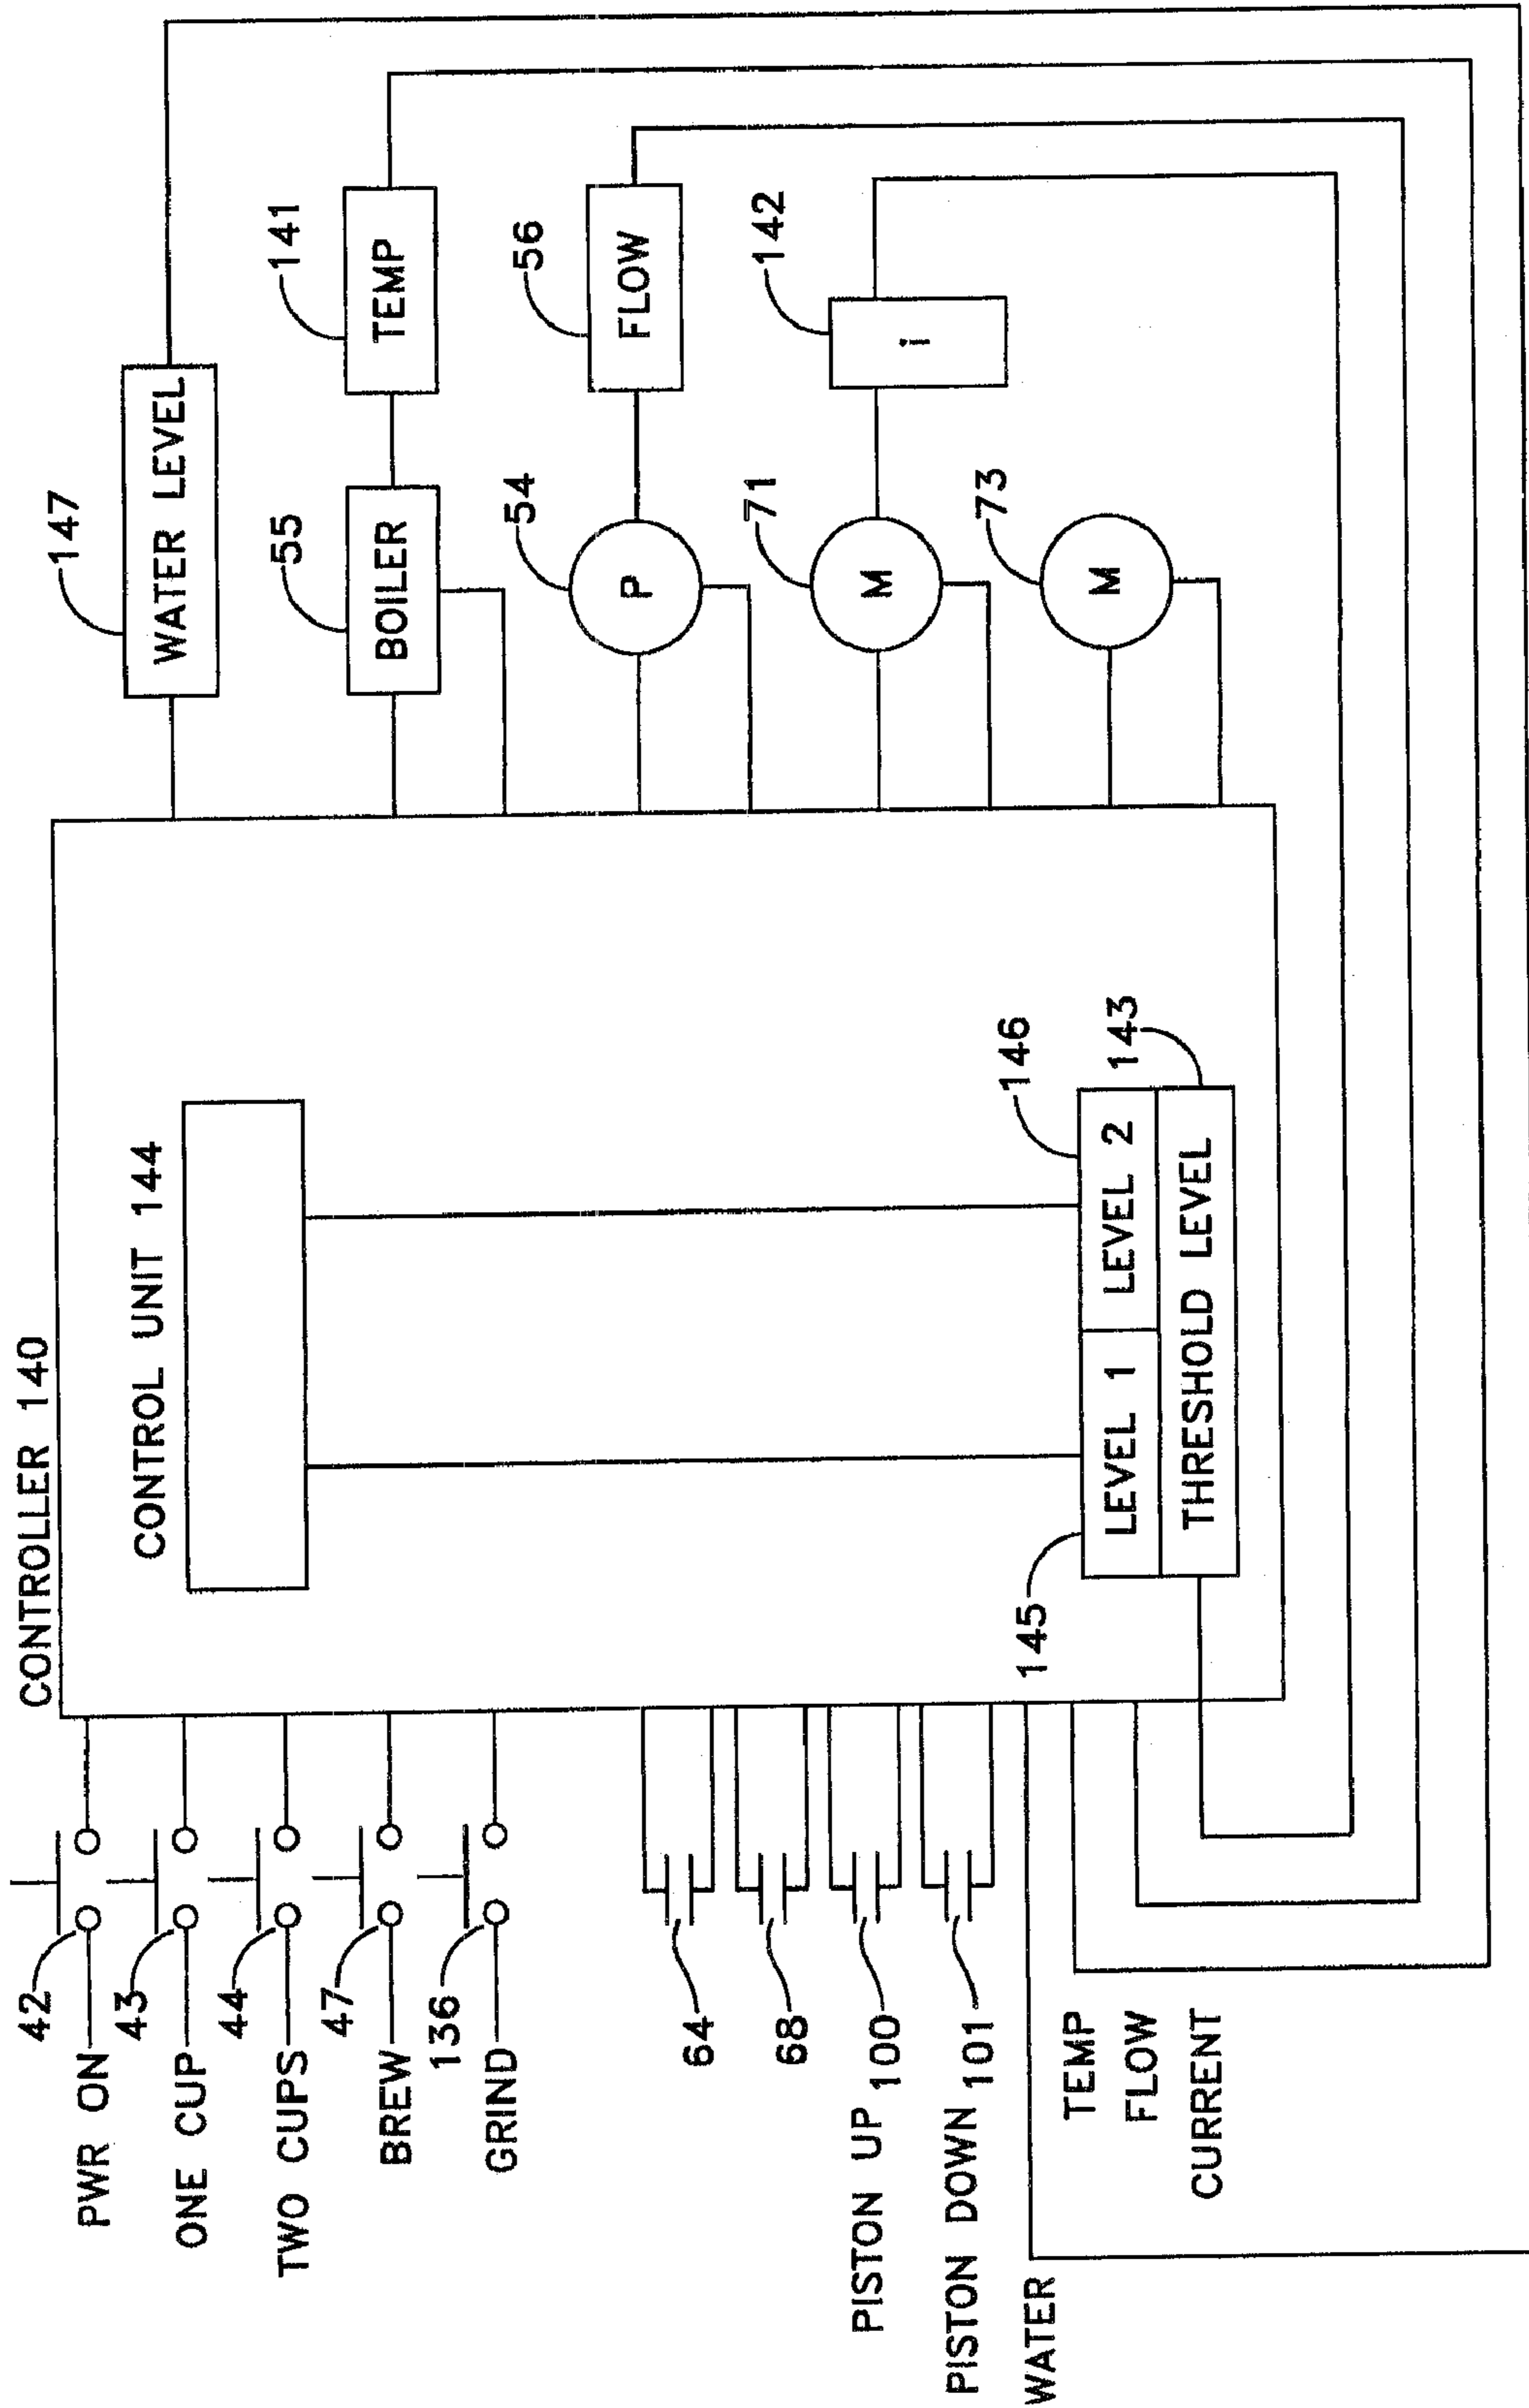 CONTROLLER 140
CONTROL UNIT 144
145
LEVEL 1
LEVEL 2
146
THRESHOLD LEVEL
143
42
PWR ON
43
ONE CUP
44
TWO CUPS
47
BREW
136
GRIND
64
68
PISTON UP 100
PISTON DOWN 101
WATER
TEMP
FLOW
CURRENT
147
WATER LEVEL
55
BOILER
141
TEMP
54
P
56
FLOW
71
M
142
i
73
M